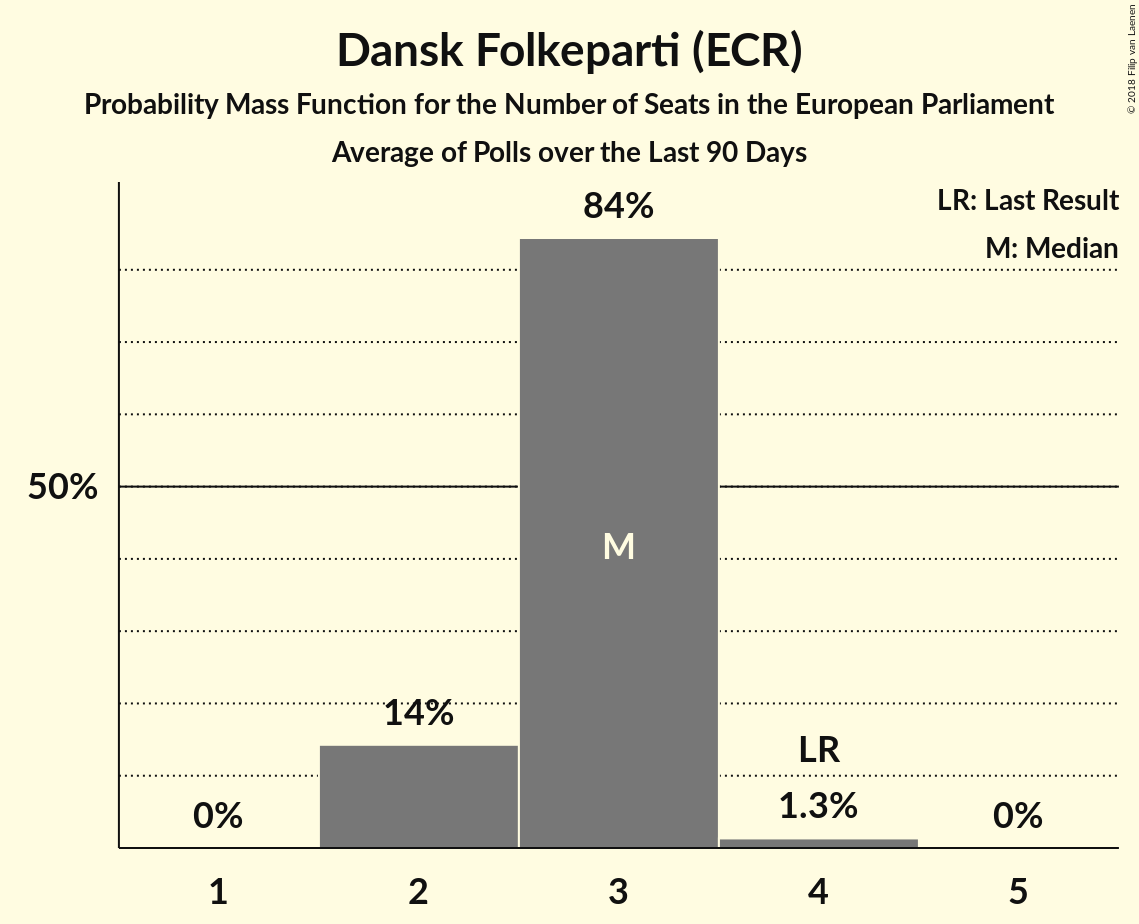 Dansk Folkeparti (ECR)
Probability Mass Function for the Number of Seats in the European Parliament
Average of Polls over the Last 90 Days
© 2018 Filip van Laenen
LR: Last Result
M: Median
84%
50%
M
14%
LR
0%
1.3%
0%
1 2 3 4 5